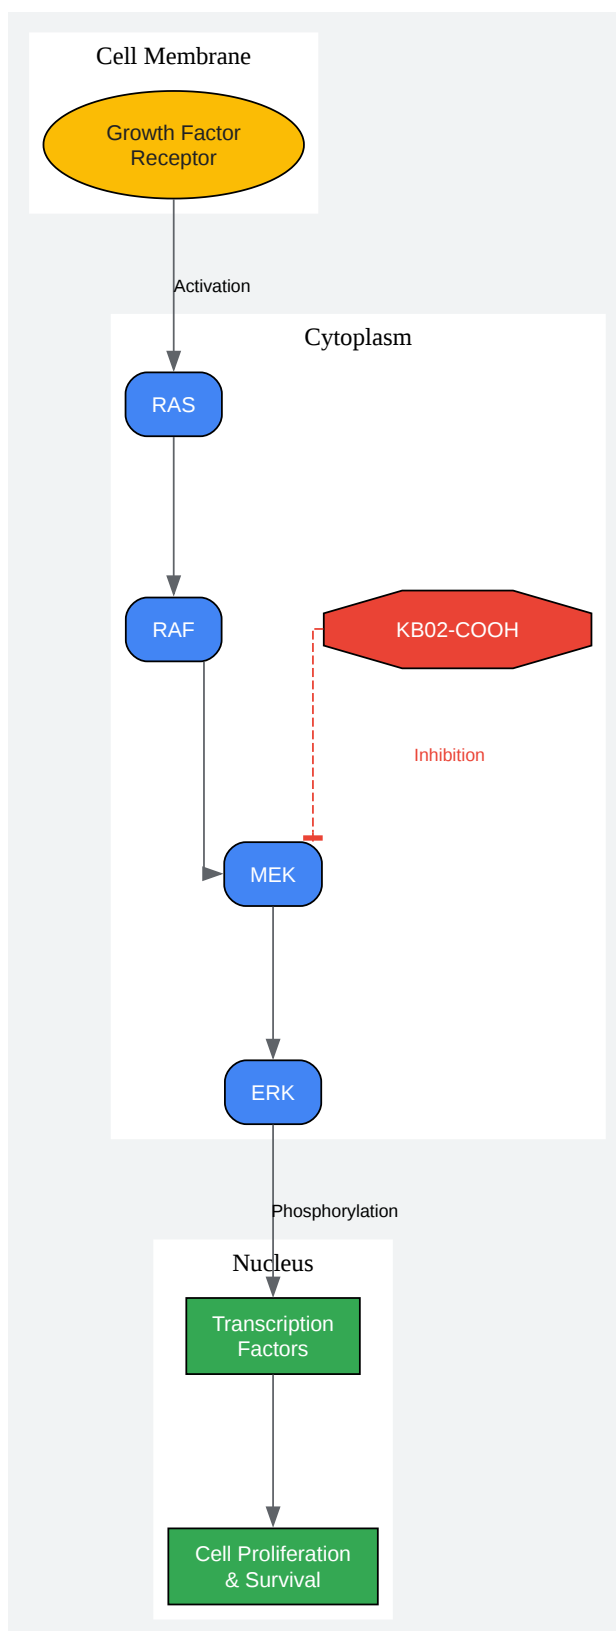 Cell Membrane
Growth Factor
Receptor
Activation
Cytoplasm
RAS
RAF
KB02-COOH
Inhibition
MEK
ERK
Phosphorylation
Nucleus
Transcription
Factors
Cell Proliferation
& Survival